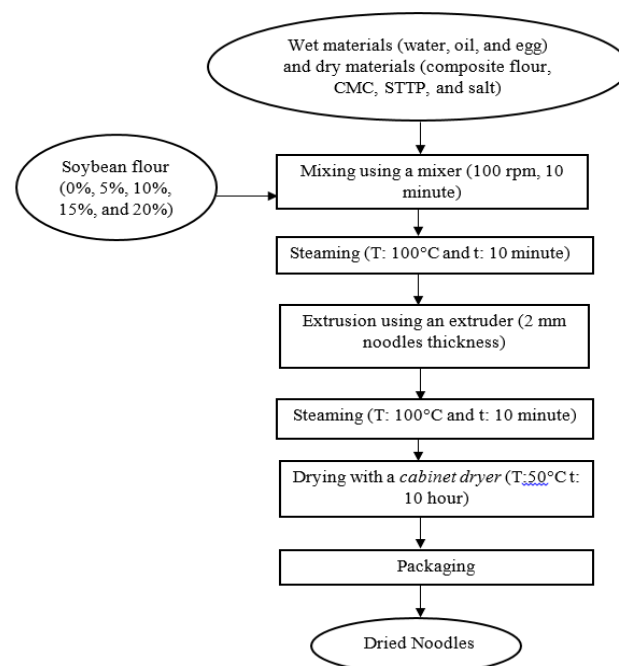 Wet materials (water, oil, and egg)
and dry materials (composite flour,
CMC, STTP, and salt)
Soybean flour
(0%, 5%, 10%,
15%, and 20%)
Mixing using a mixer (100 rpm, 10
minute)
Steaming (T: 100°C and t: 10 minute)
Extrusion using an extruder (2 mm
noodles thickness)
Steaming (T: 100°C and t: 10 minute)
Drying with a cabinet dryer (T:50°C t:
10 hour)
Packaging
Dried Noodles